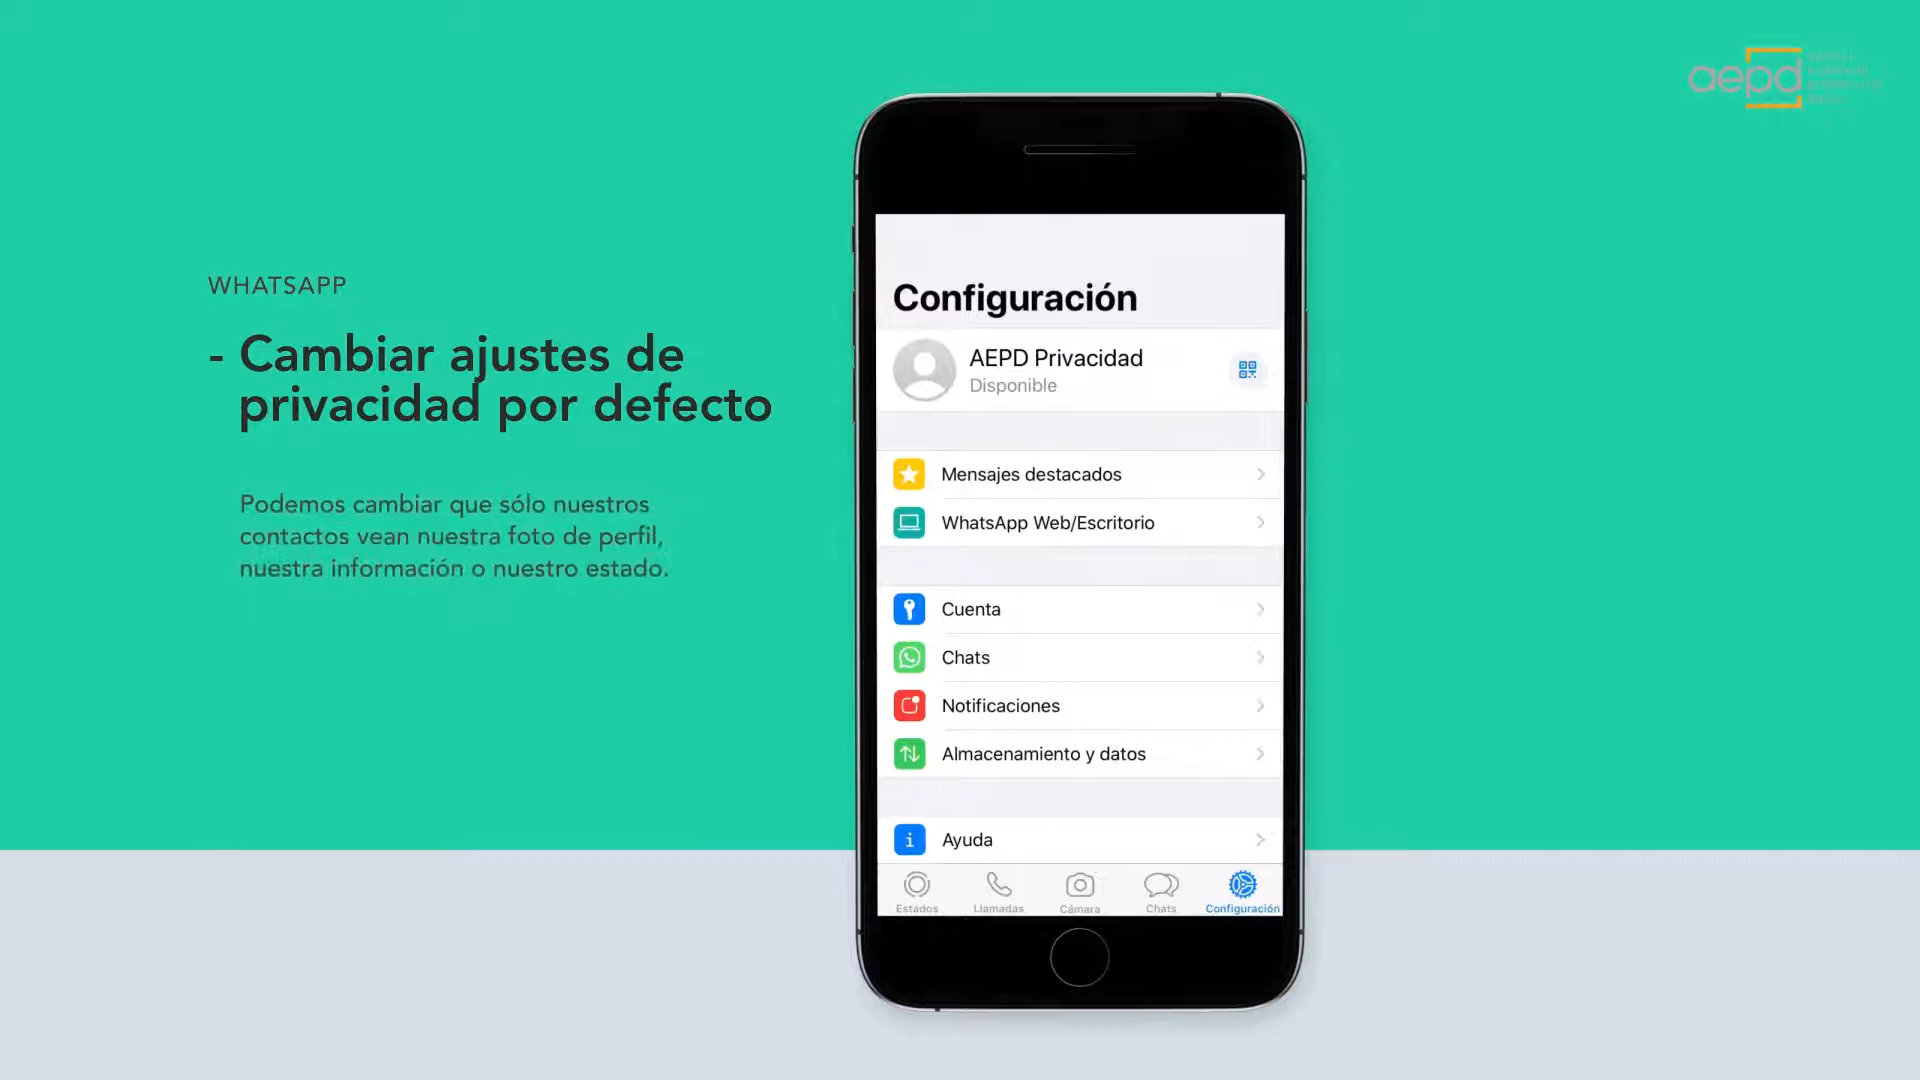 aepd
WHATSAPP
- Cambiar ajustes de
privacidad por defecto
Podemos cambiar que sólo nuestros
contactos vean nuestra foto de perfil,
nuestra información o nuestro estado.
Configuración
AEPD Privacidad
Disponible
Mensajes destacados
WhatsApp Web/Escritorio
Cuenta
Chats
Notificaciones
Almacenamiento y datos
Ayuda
Estados
Llamadas
Cámara
Chats
Configuración